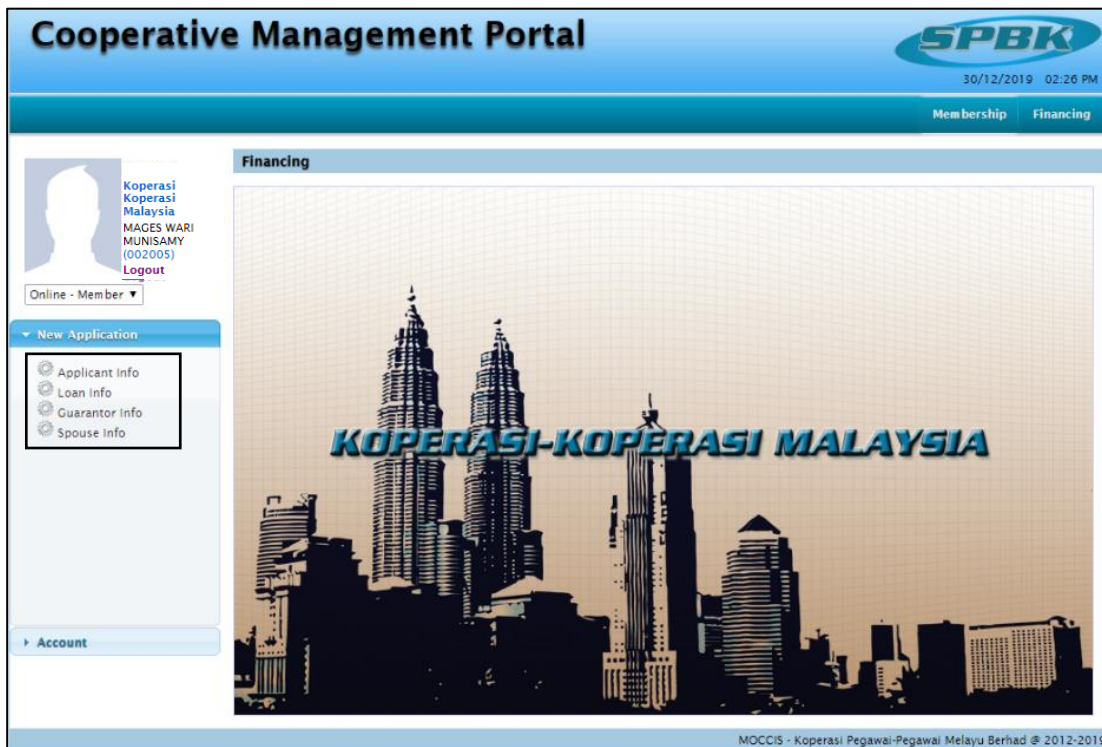 Cooperative Management Portal
SPBK
30/12/2019 02:26 PM
Membership Financing
Financing
Koperasi
Koperasi
Malaysia
MAGES WARI
MUNISAMY
(002005)
Logout
Online - Member
New Application
Applicant Info
Loan Info
Guarantor Info
Spouse Info
KOPERASI-KOPERASI MALAYSIA
Account
MOCCIS - Koperasi Pegawai-Pegawai Melayu Berhad @ 2012-2019